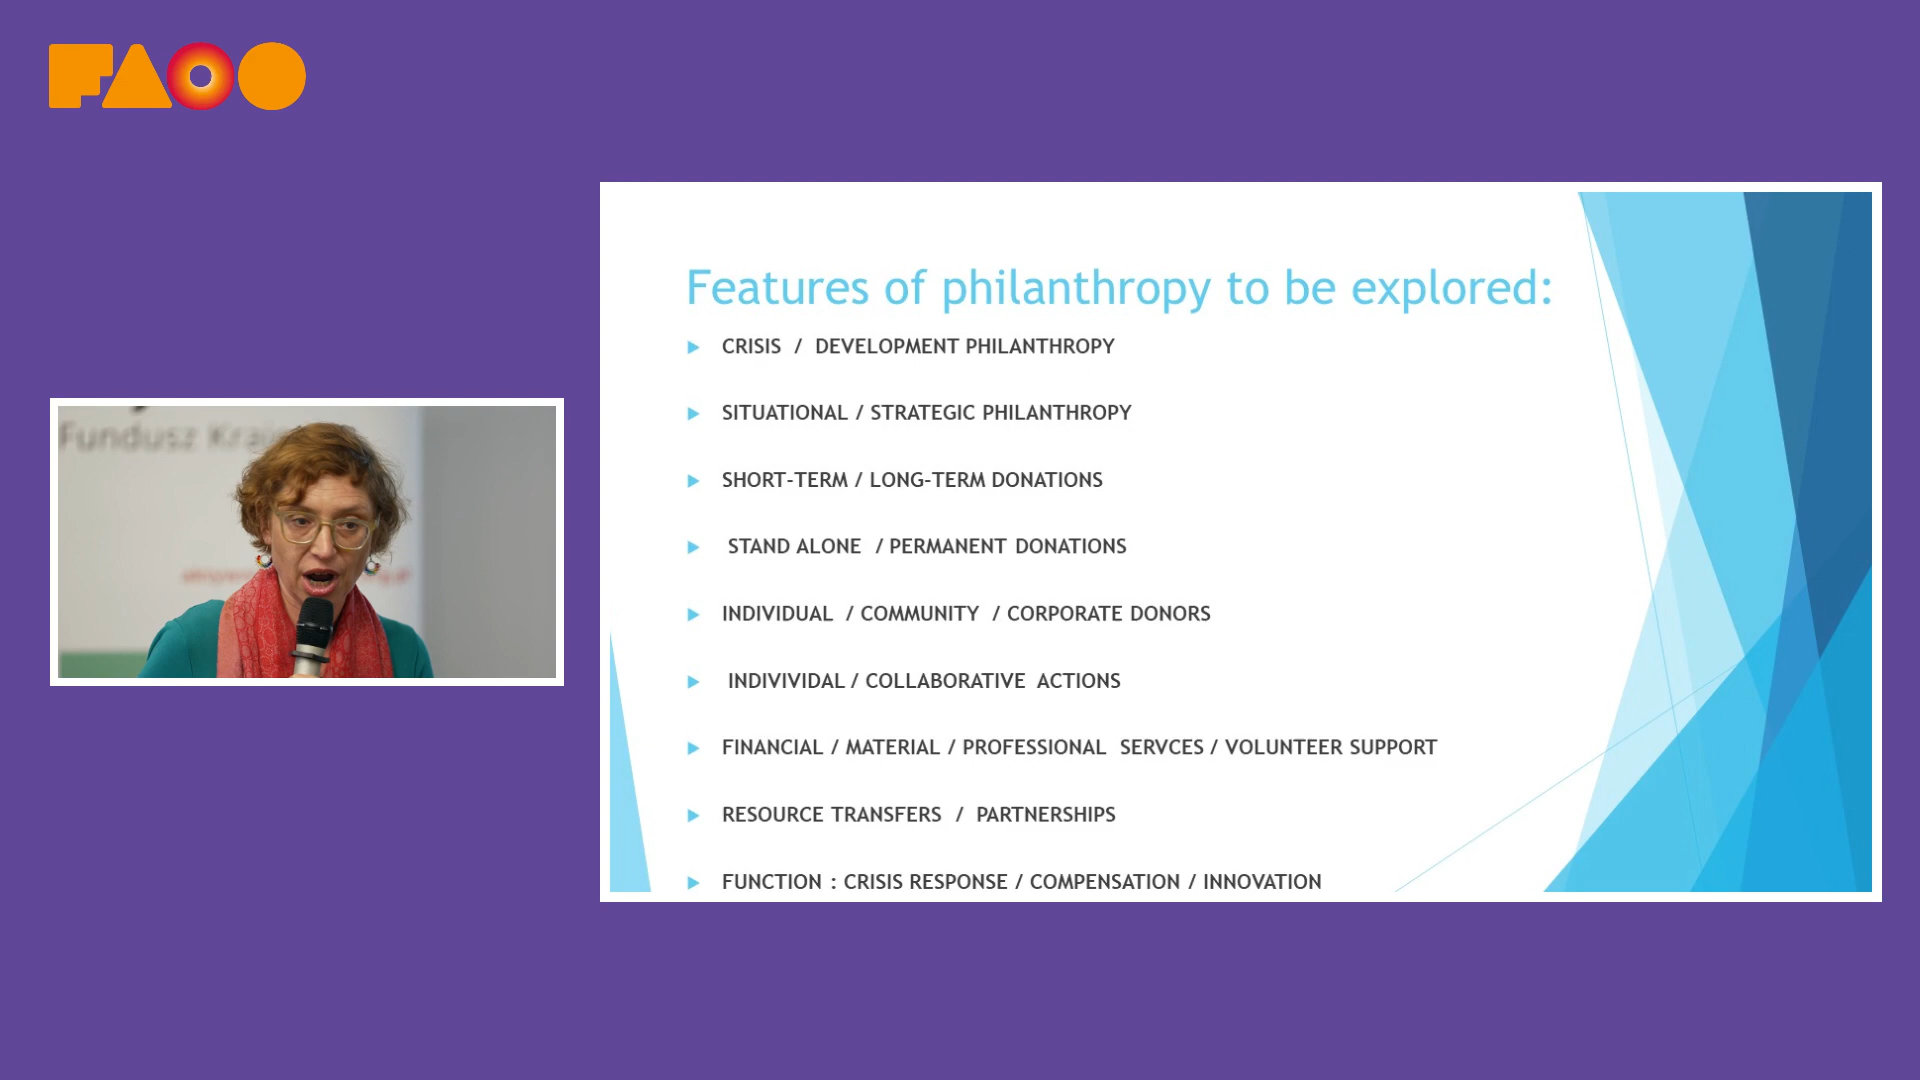 FAOO
Fundusz Kraj
Features of philanthropy to be explored:
CRISIS / DEVELOPMENT PHILANTHROPY
SITUATIONAL / STRATEGIC PHILANTHROPY
SHORT-TERM / LONG-TERM DONATIONS
STAND ALONE / PERMANENT DONATIONS
INDIVIDUAL / COMMUNITY / CORPORATE DONORS
INDIVIVIDAL / COLLABORATIVE ACTIONS
FINANCIAL / MATERIAL / PROFESSIONAL SERVCES / VOLUNTEER SUPPORT
RESOURCE TRANSFERS / PARTNERSHIPS
FUNCTION : CRISIS RESPONSE / COMPENSATION / INNOVATION